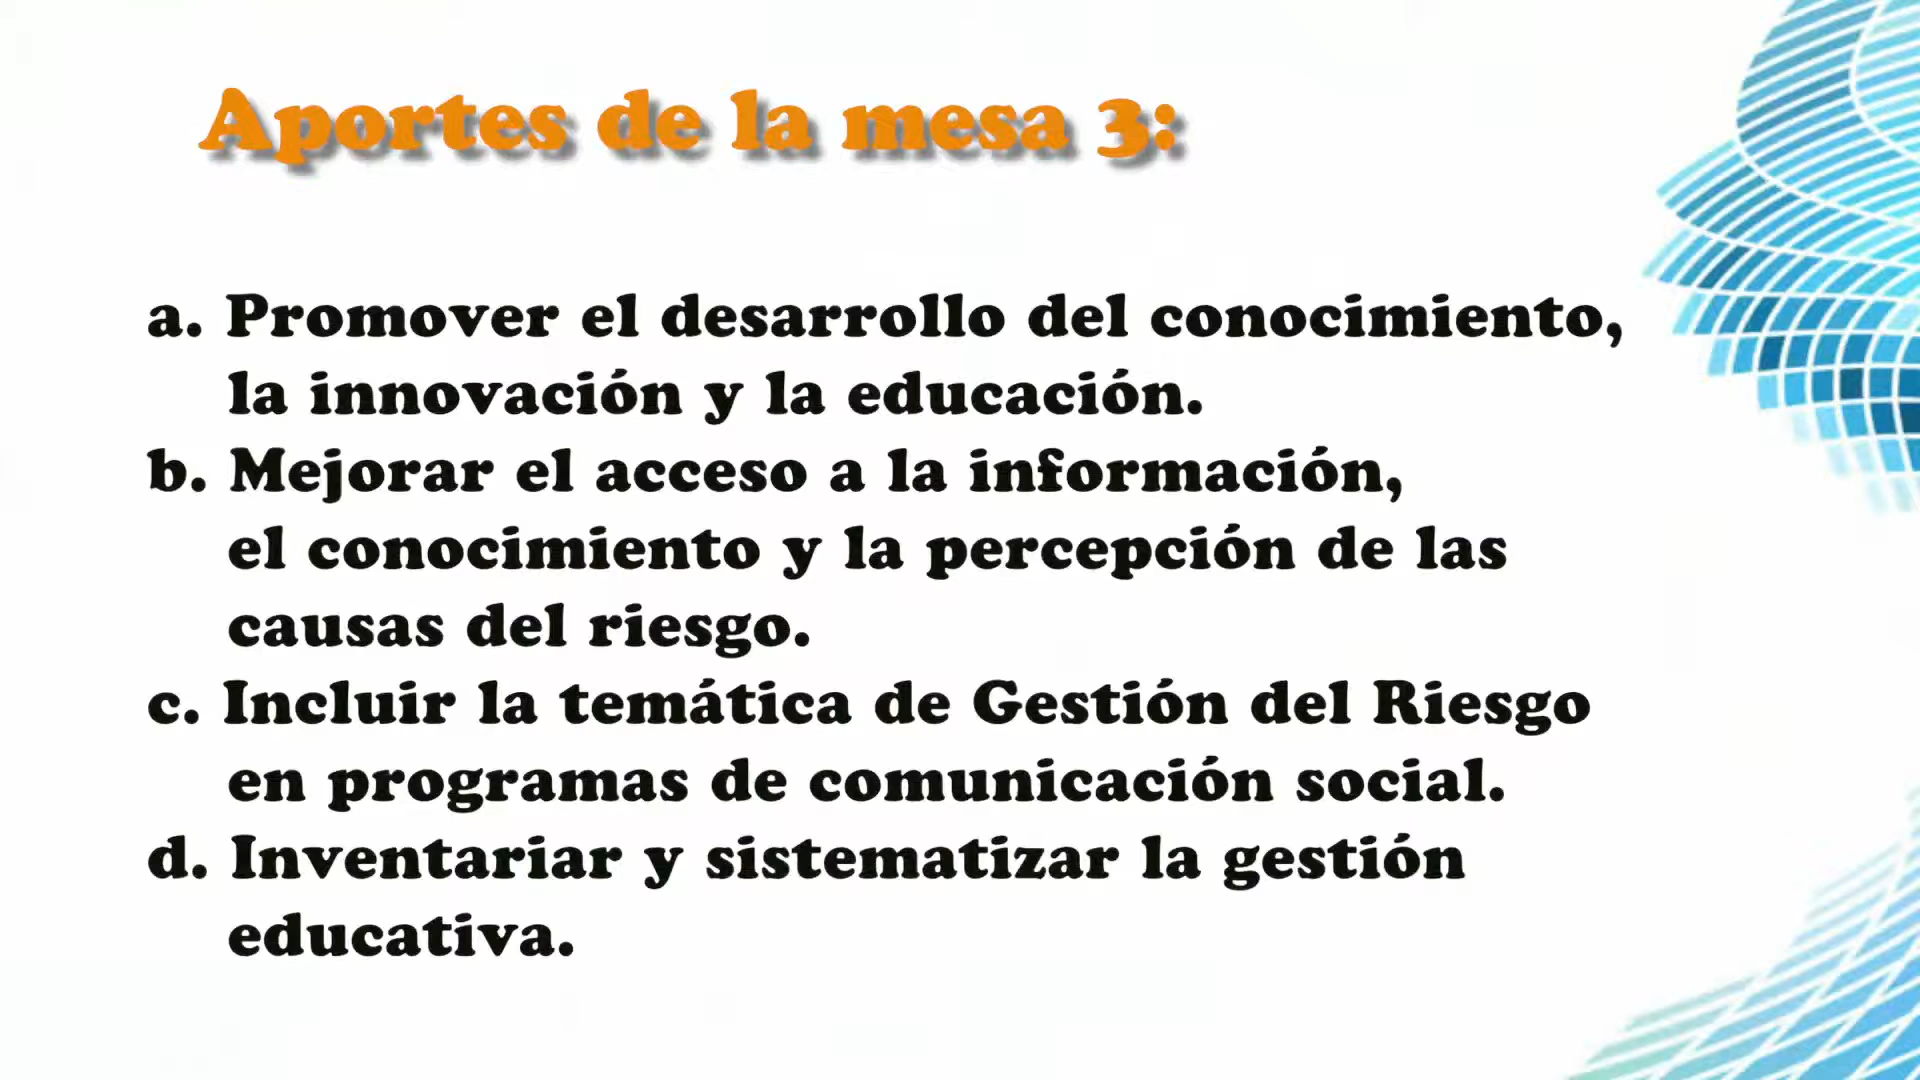 Aportes de la mesa 3:
a. Promover el desarrollo del conocimiento,
la innovación y la educación.
b. Mejorar el acceso a la información,
el conocimiento y la percepción de las
causas del riesgo.
c. Incluir la temática de Gestión del Riesgo
en programas de comunicación social.
d. Inventariar y sistematizar la gestión
educativa.